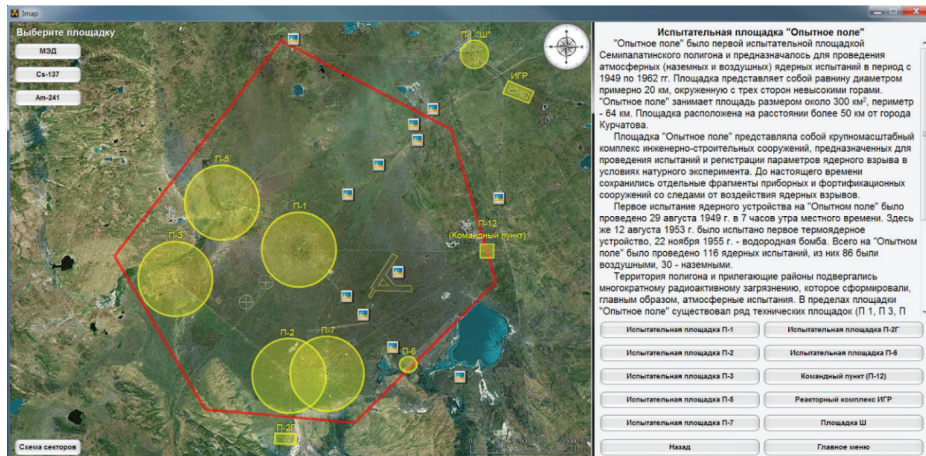 Imap
Выберите площадку
МЭД
Cs-137
Am-241
Пл. "Ш"
ИГР
П-5
П-1
П-3
П-12
(Командный пункт)
П-2
П-7
П-6
П-2Г
Схема секторов
Испытательная площадка "Опытное поле"
"Опытное поле" было первой испытательной площадкой
Семипалатинского полигона и предназначалось для проведения
атмосферных (наземных и воздушных) ядерных испытаний в период с
1949 по 1962 гг. Площадка представляет собой равнину диаметром
примерно 20 км, окруженную с трех сторон невысокими горами.
"Опытное поле" занимает площадь размером около 300 км², периметр
- 64 км. Площадка расположена на расстоянии более 50 км от города
Курчатова.
Площадка "Опытное поле" представляла собой крупномасштабный
комплекс инженерно-строительных сооружений, предназначенных для
проведения испытаний и регистрации параметров ядерного взрыва в
условиях натурного эксперимента. До настоящего времени
сохранились отдельные фрагменты приборных и фортификационных
сооружений со следами от воздействия ядерных взрывов.
Первое испытание ядерного устройства на "Опытном поле" было
проведено 29 августа 1949 г. в 7 часов утра местного времени. Здесь
же 12 августа 1953 г. было испытано первое термоядерное
устройство, 22 ноября 1955 г. - водородная бомба. Всего на "Опытном
поле" было проведено 116 ядерных испытаний, из них 86 были
воздушными, 30 - наземными.
Территория полигона и прилегающие районы подвергались
многократному радиоактивному загрязнению, которое сформировали,
главным образом, атмосферные испытания. В пределах площадки
"Опытное поле" существовал ряд технических площадок (П 1, П 3, П
Испытательная площадка П-1
Испытательная площадка П-2Г
Испытательная площадка П-2
Испытательная площадка П-6
Испытательная площадка П-3
Командный пункт (П-12)
Испытательная площадка П-5
Реакторный комплекс ИГР
Испытательная площадка П-7
Площадка Ш
Назад
Главное меню